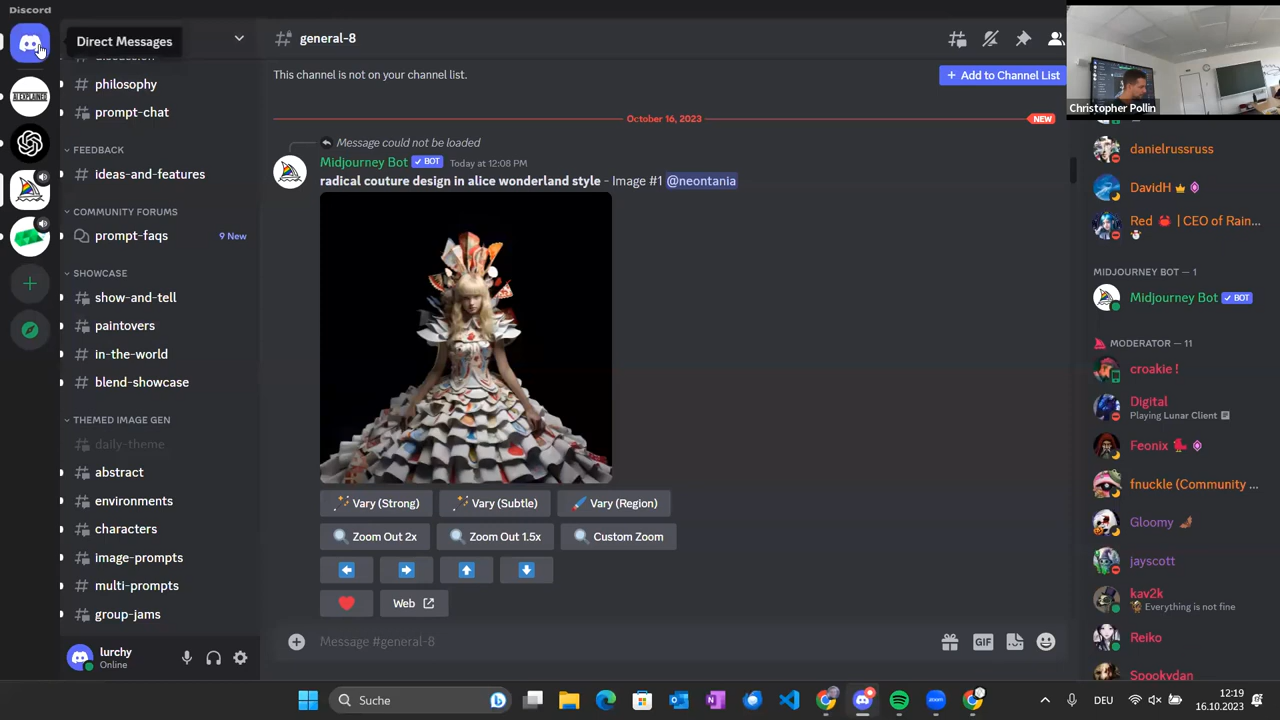 Discord
Direct Messages
general-8
Christopher Pollin
This channel is not on your channel list.
Add to Channel List
discussion
philosophy
prompt-chat
FEEDBACK
ideas-and-features
COMMUNITY FORUMS
prompt-faqs
9 New
SHOWCASE
show-and-tell
paintovers
in-the-world
blend-showcase
THEMED IMAGE GEN
daily-theme
abstract
environments
characters
image-prompts
multi-prompts
group-jams
lurchy
Online
AI EXPLAINED
October 16, 2023
NEW
Message could not be loaded
Midjourney Bot ✓ BOT Today at 12:08 PM
radical couture design in alice wonderland style - Image #1 @neontania
Vary (Strong)
Vary (Subtle)
Vary (Region)
Zoom Out 2x
Zoom Out 1.5x
Custom Zoom
Web
Message #general-8
GIF
danielrussruss
DavidH
Red 🦀 | CEO of Rain...
MIDJOURNEY BOT — 1
Midjourney Bot ✓ BOT
MODERATOR — 11
croakie !
Digital
Playing Lunar Client
Feonix
fnuckle (Community ...
Gloomy
jayscott
kav2k
Everything is not fine
Reiko
Spookydan
Suche
zoom
DEU
12:19
16.10.2023